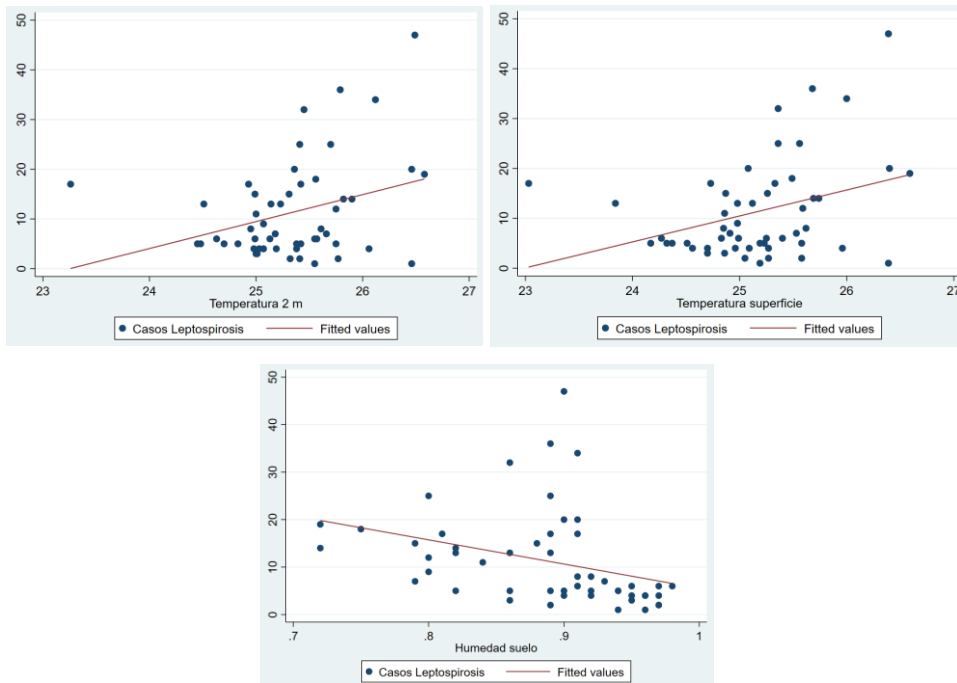 50
40
30
20
10
0
23 24 25 26 27
Temperatura 2 m
Casos Leptospirosis Fitted values
50
40
30
20
10
0
23 24 25 26 27
Temperatura superficie
Casos Leptospirosis Fitted values
50
40
30
20
10
0
.7 .8 .9 1
Humedad suelo
Casos Leptospirosis Fitted values